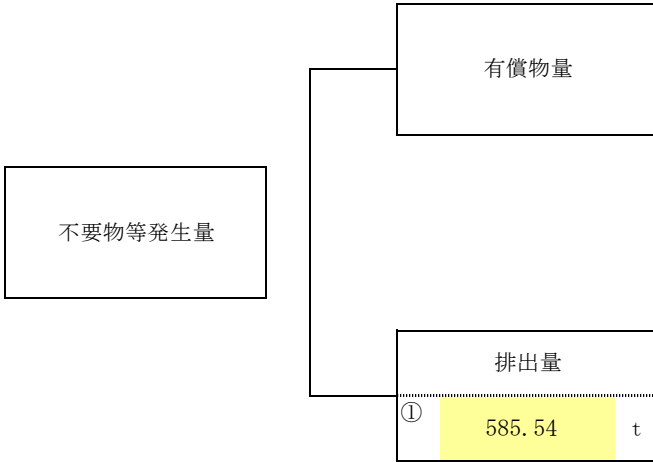 有償物量
不要物等発生量
排出量
①
585.54 t